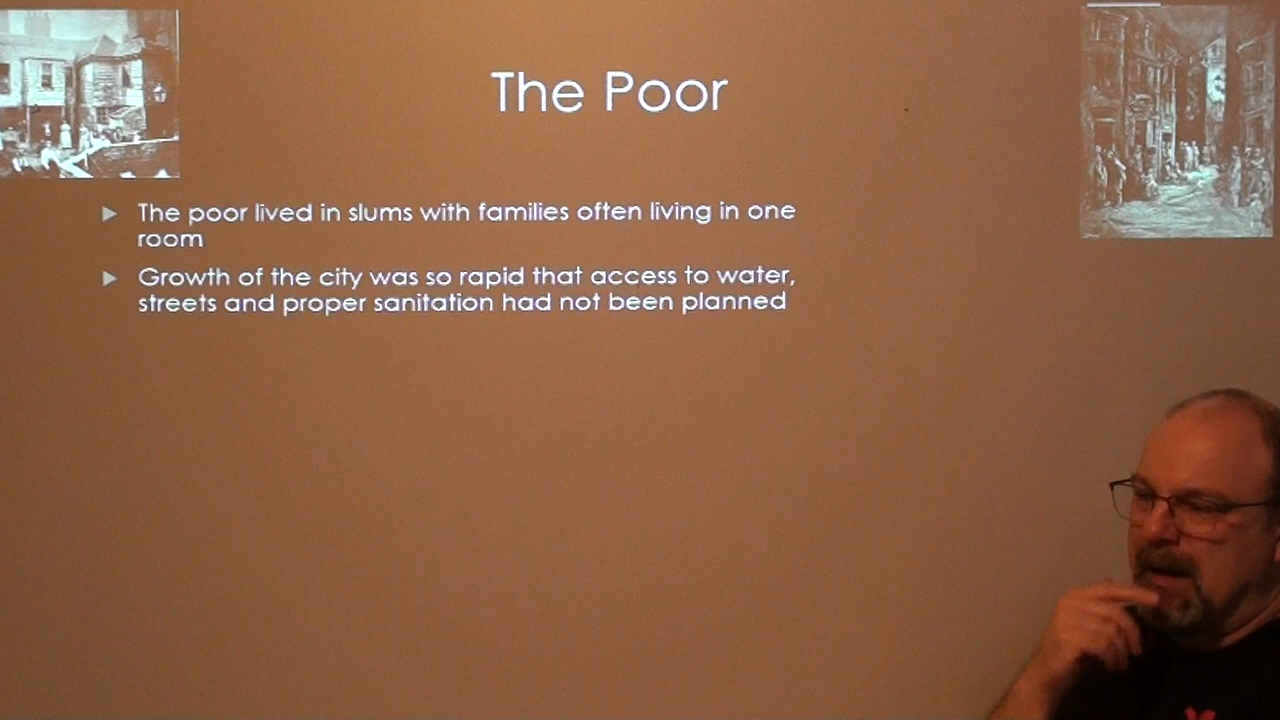 The Poor
The poor lived in slums with families often living in one
room
Growth of the city was so rapid that access to water,
streets and proper sanitation had not been planned